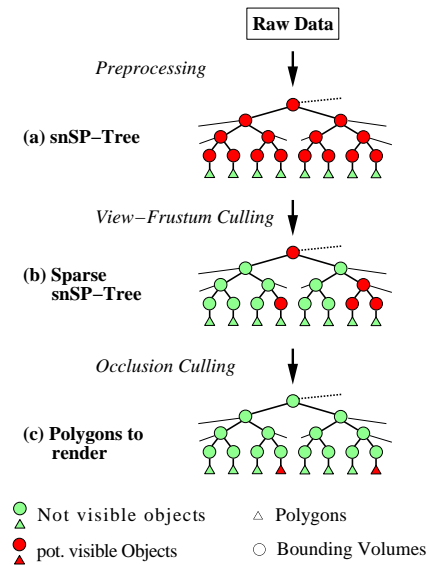 Raw Data
Preprocessing
(a) snSP−Tree
View−Frustum Culling
(b) Sparse
snSP−Tree
Occlusion Culling
(c) Polygons to
render
Not visible objects
Polygons
pot. visible Objects
Bounding Volumes